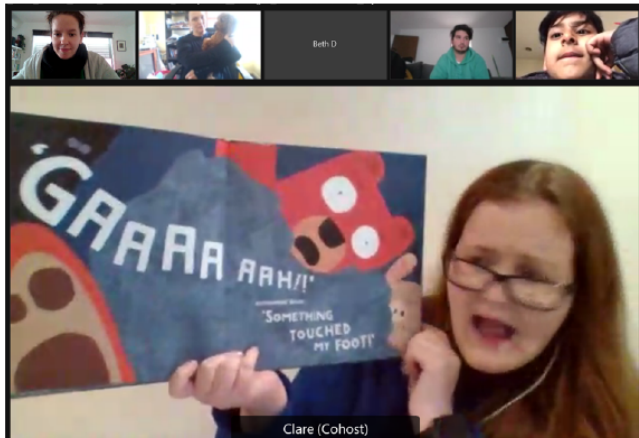 Beth D
'GAAAA AAH!!'
'SOMETHING
TOUCHED
MY FOOT!'
Clare (Cohost)